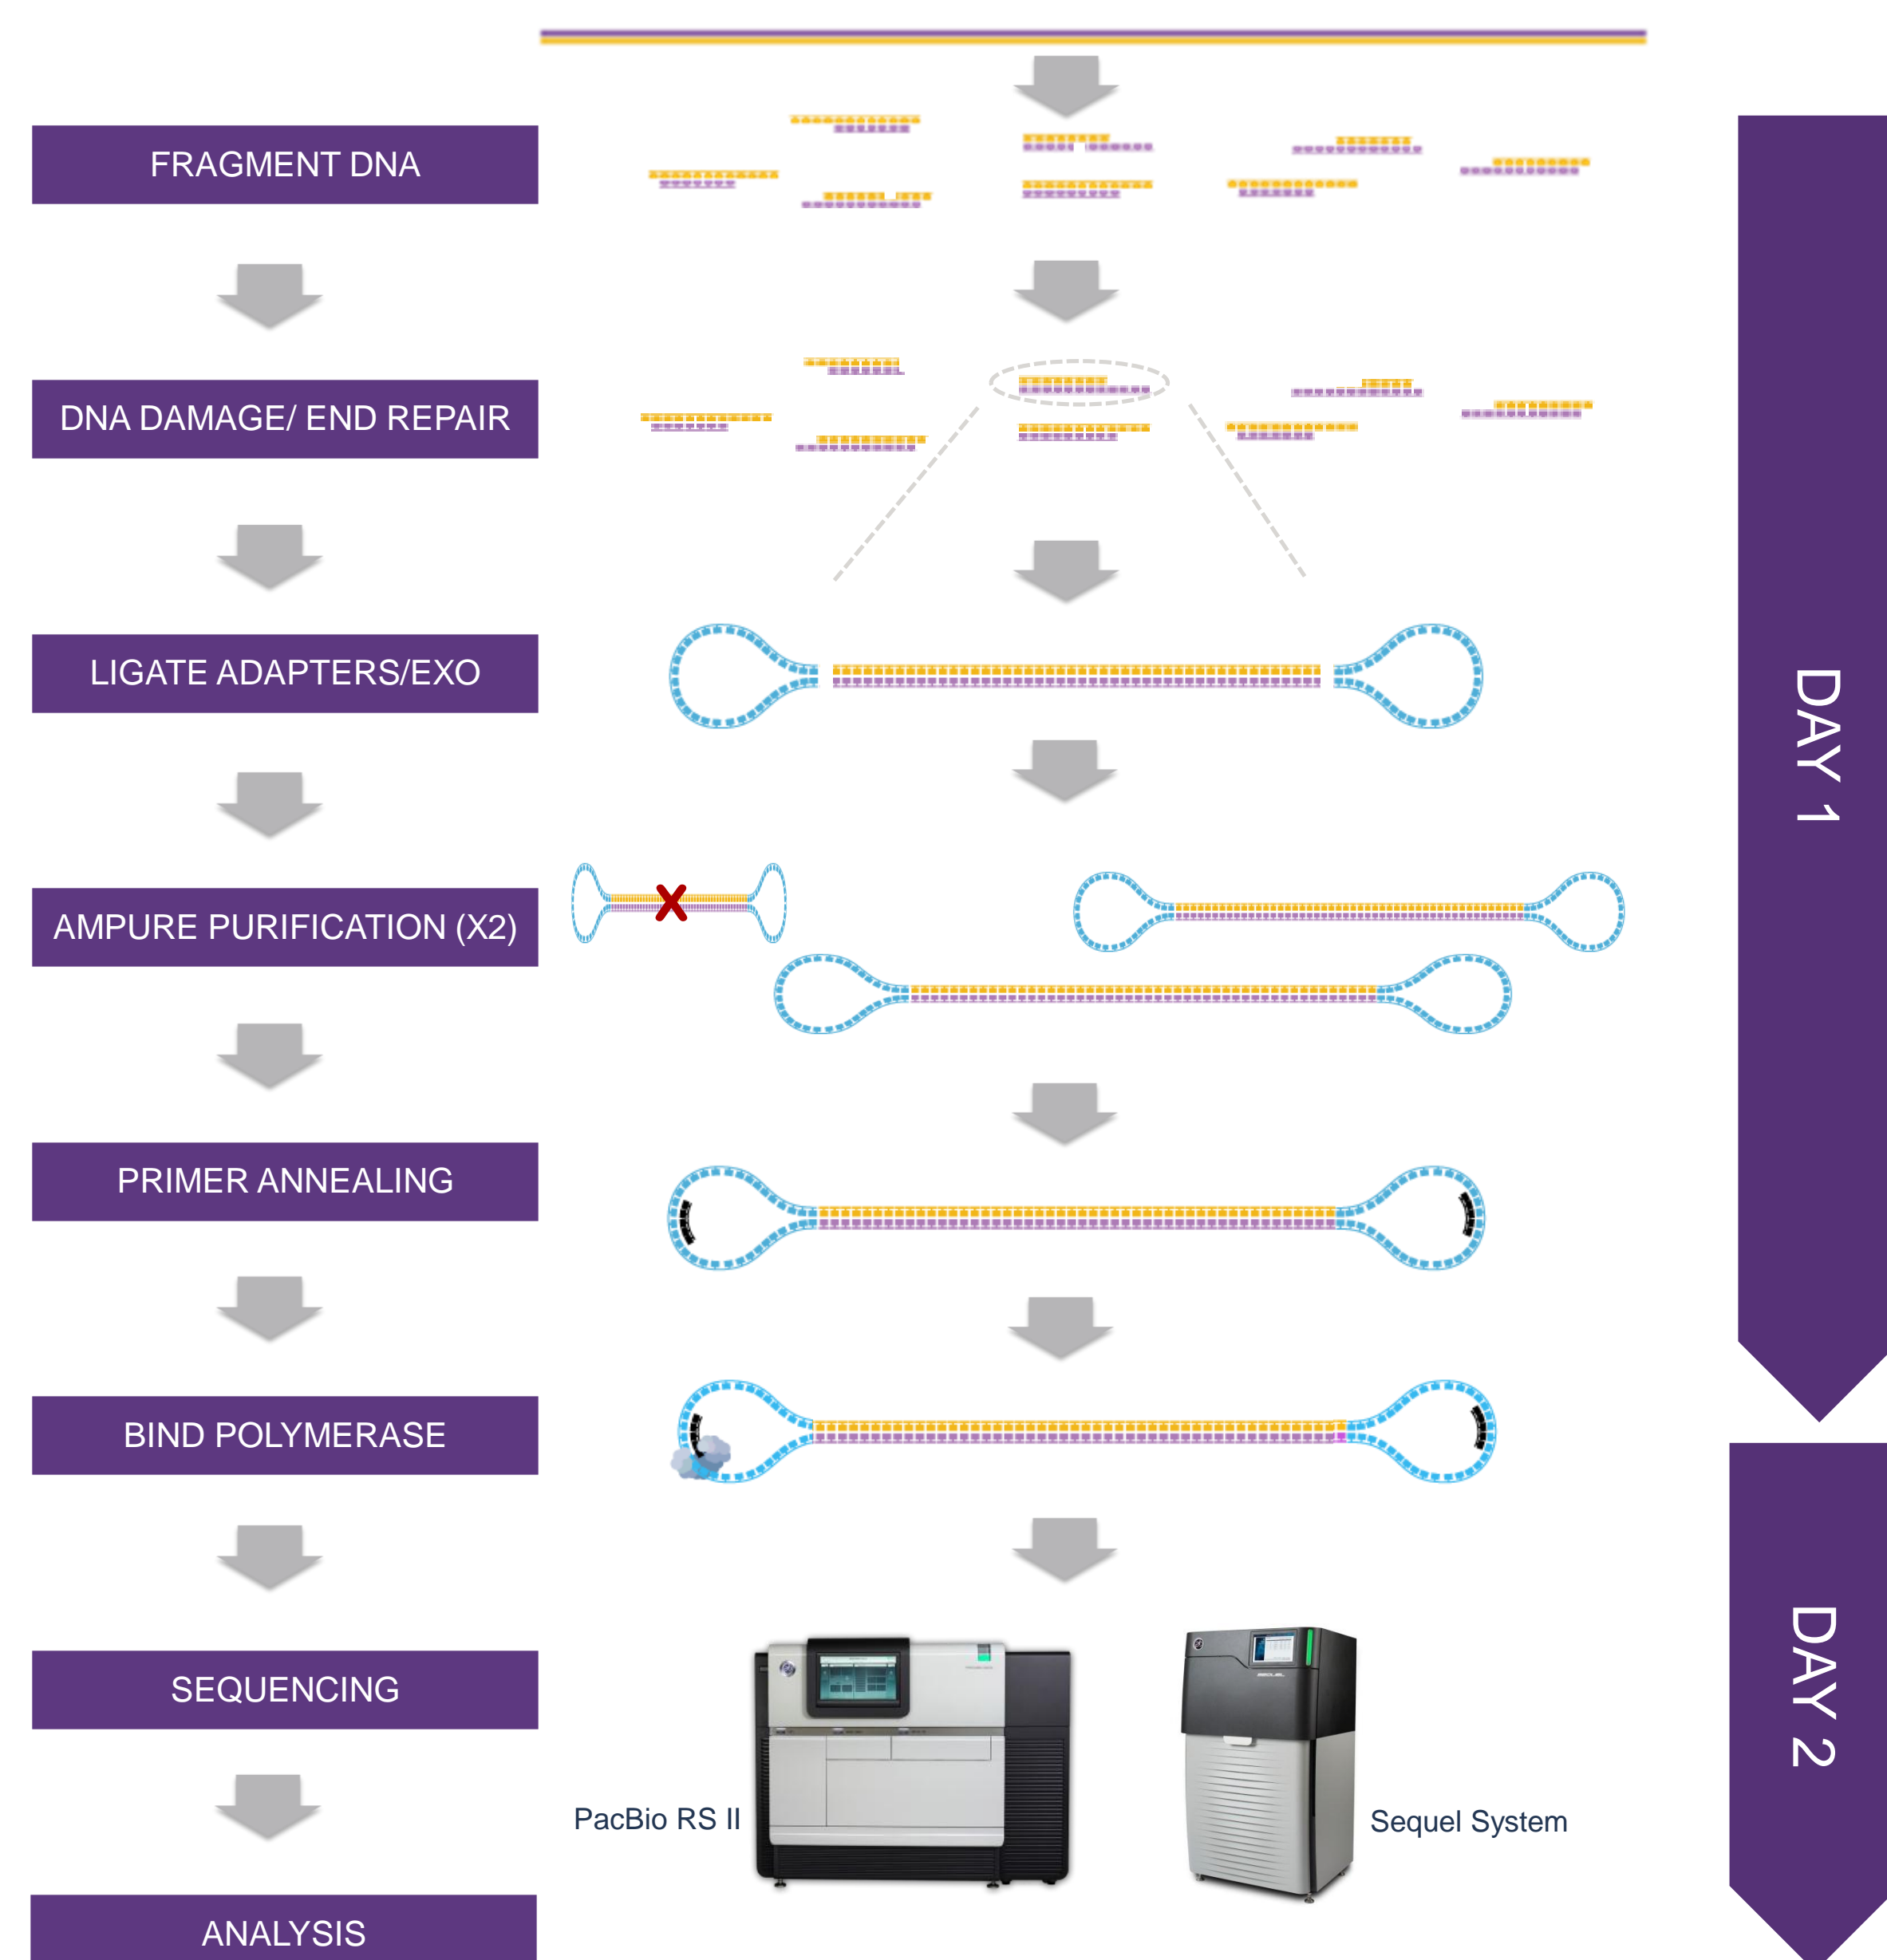 FRAGMENT DNA
DNA DAMAGE/ END REPAIR
LIGATE ADAPTERS/EXO
AMPURE PURIFICATION (X2)
PRIMER ANNEALING
BIND POLYMERASE
SEQUENCING
PacBio RS II
Sequel System
ANALYSIS
DAY 1
DAY 2